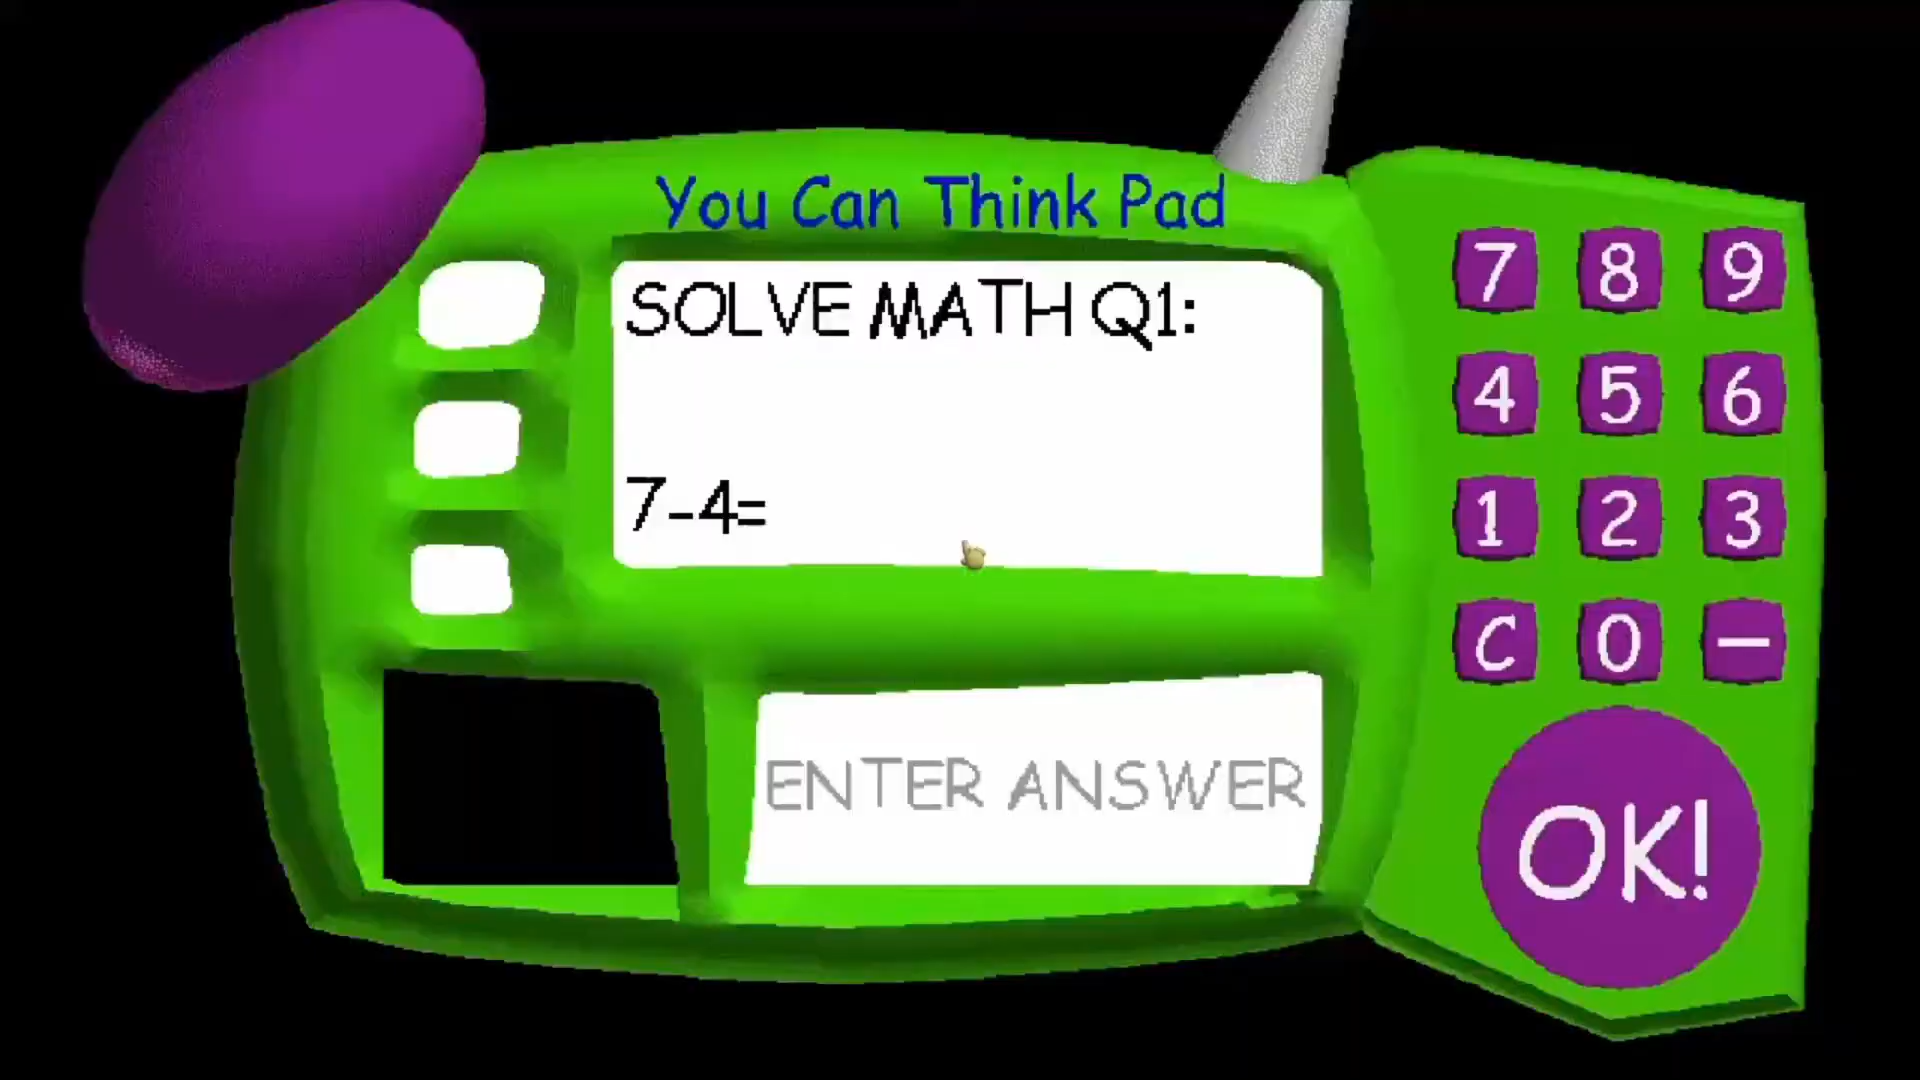 You Can Think Pad
SOLVE MATH Q1:
7-4=
ENTER ANSWER
7 8 9
4 5 6
1 2 3
C 0 −
OK!